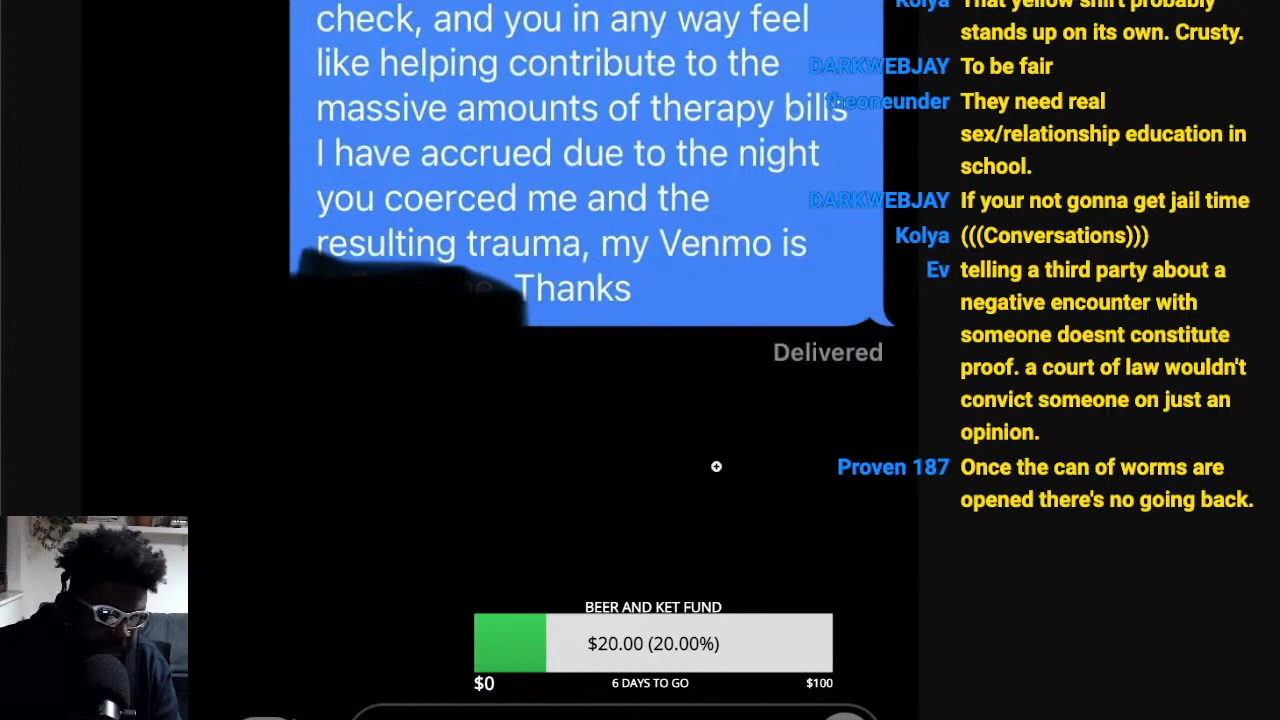 check, and you in any way feel
like helping contribute to the
massive amounts of therapy bills
I have accrued due to the night
you coerced me and the
resulting trauma, my Venmo is
Thanks
Delivered
Kolya That yellow shirt probably
stands up on its own. Crusty.
DARKWEBJAY To be fair
theoneunder They need real
sex/relationship education in
school.
DARKWEBJAY If your not gonna get jail time
Kolya (((Conversations)))
Ev telling a third party about a
negative encounter with
someone doesnt constitute
proof. a court of law wouldn't
convict someone on just an
opinion.
Proven 187 Once the can of worms are
opened there's no going back.
BEER AND KET FUND
$20.00 (20.00%)
$0 6 DAYS TO GO $100